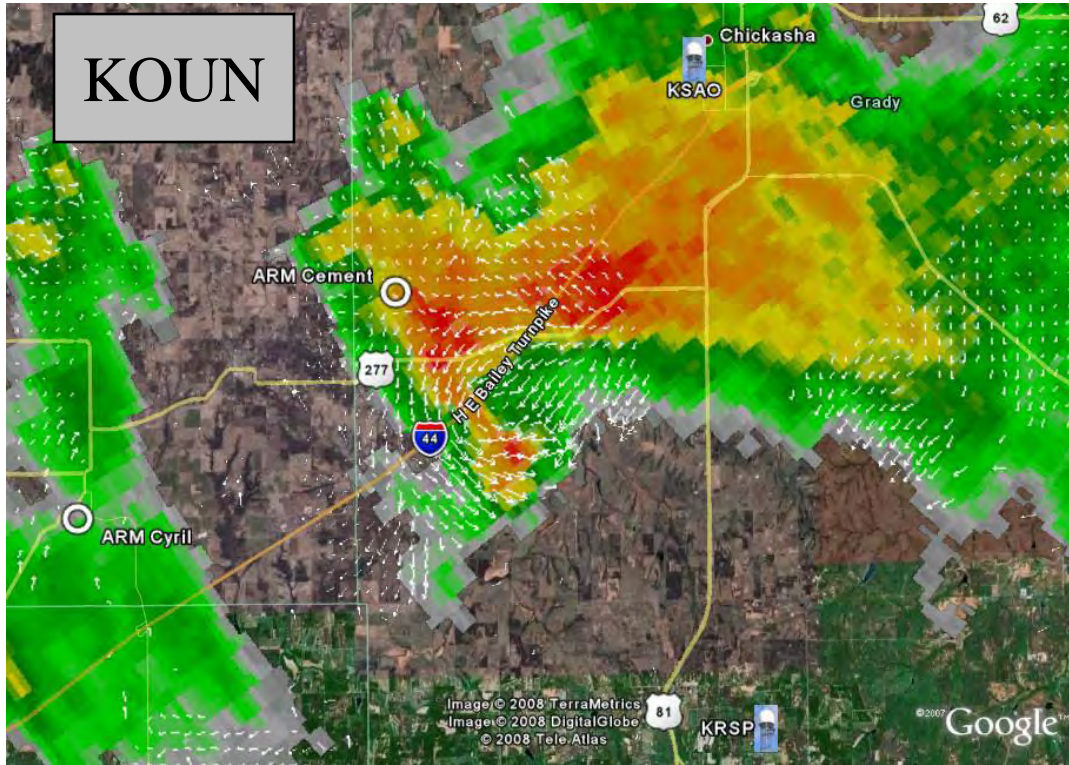 KOUN
62
Chickasha
KSAO
Grady
ARM Cement
H E Bailey Turnpike
277
44
ARM Cyril
Image © 2008 TerraMetrics
Image © 2008 DigitalGlobe
© 2008 Tele Atlas
81
KRSP
©2007 Google™